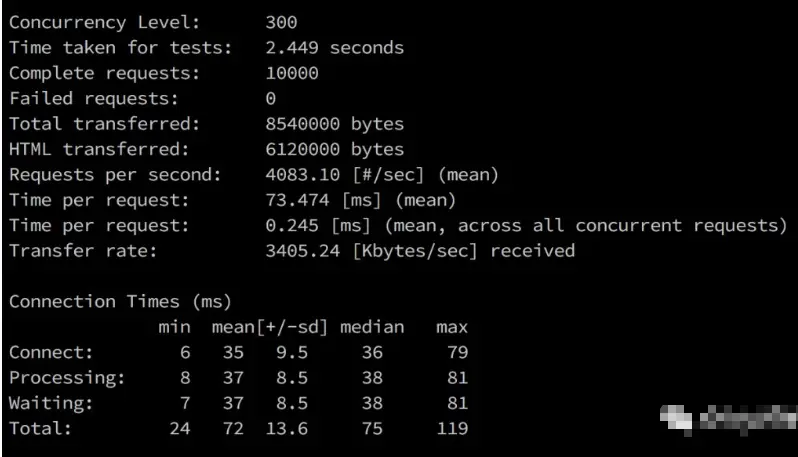 Concurrency Level:      300
Time taken for tests:   2.449 seconds
Complete requests:      10000
Failed requests:        0
Total transferred:      8540000 bytes
HTML transferred:       6120000 bytes
Requests per second:    4083.10 [#/sec] (mean)
Time per request:       73.474 [ms] (mean)
Time per request:       0.245 [ms] (mean, across all concurrent requests)
Transfer rate:          3405.24 [Kbytes/sec] received
Connection Times (ms)
              min  mean[+/-sd] median   max
Connect:        6   35   9.5     36      79
Processing:     8   37   8.5     38      81
Waiting:        7   37   8.5     38      81
Total:         24   72  13.6     75     119